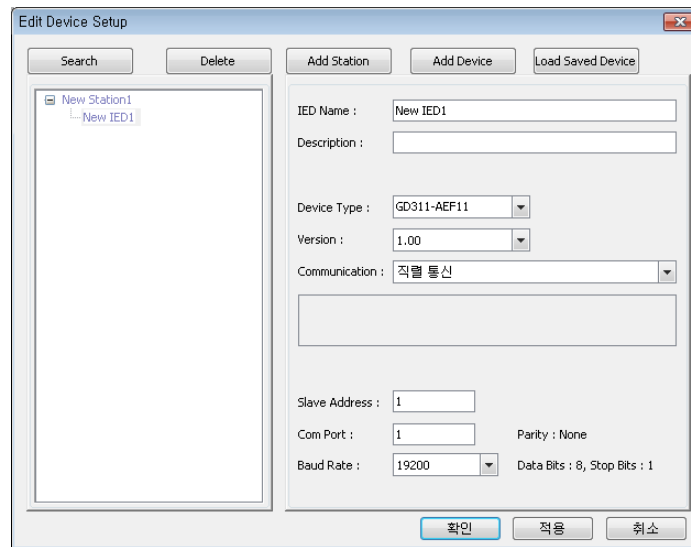 Edit Device Setup
Search Delete Add Station Add Device Load Saved Device
New Station1
New IED1
IED Name : New IED1
Description :
Device Type : GD311-AEF11
Version : 1.00
Communication : 직렬 통신
Slave Address : 1
Com Port : 1 Parity : None
Baud Rate : 19200 Data Bits : 8, Stop Bits : 1
확인 적용 취소